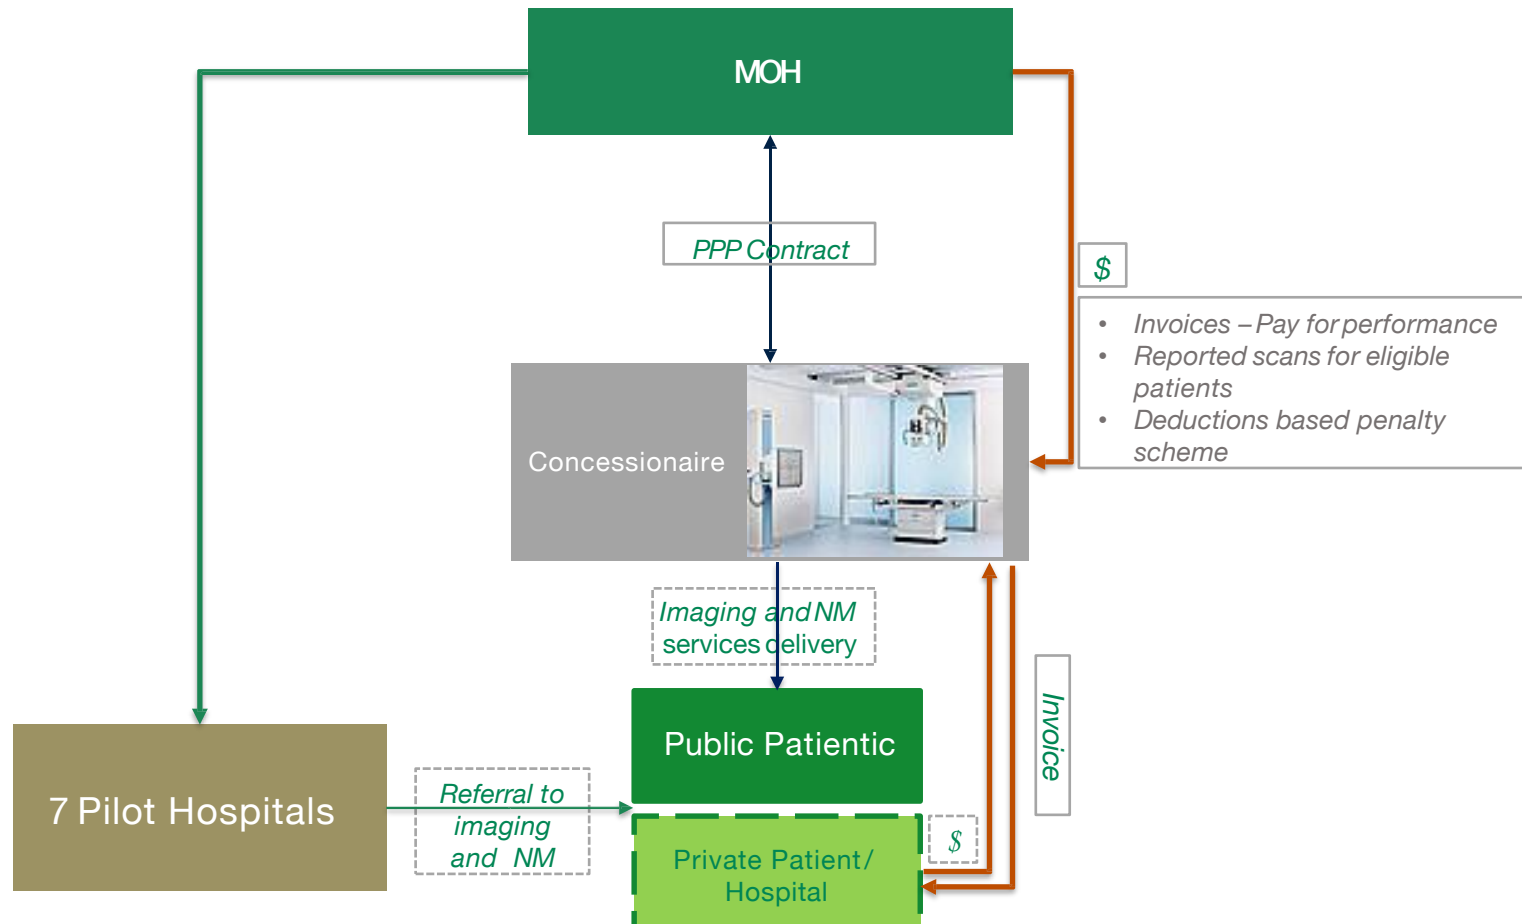 MOH
PPP Contract
$
• Invoices – Pay for performance
• Reported scans for eligible
patients
• Deductions based penalty
scheme
Concessionaire
Imaging and NM
services delivery
Invoice
Public Patientic
7 Pilot Hospitals
Referral to
imaging
and NM
$
Private Patient /
Hospital